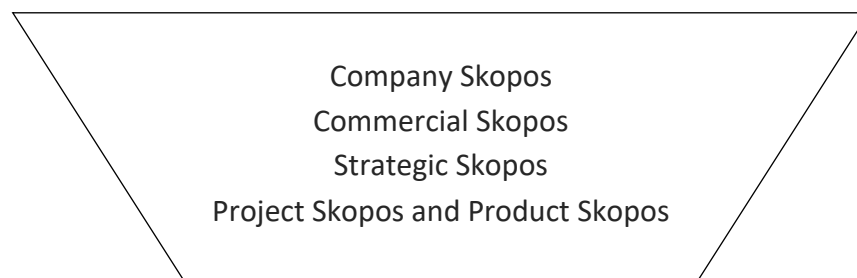 Company Skopos
Commercial Skopos
Strategic Skopos
Project Skopos and Product Skopos